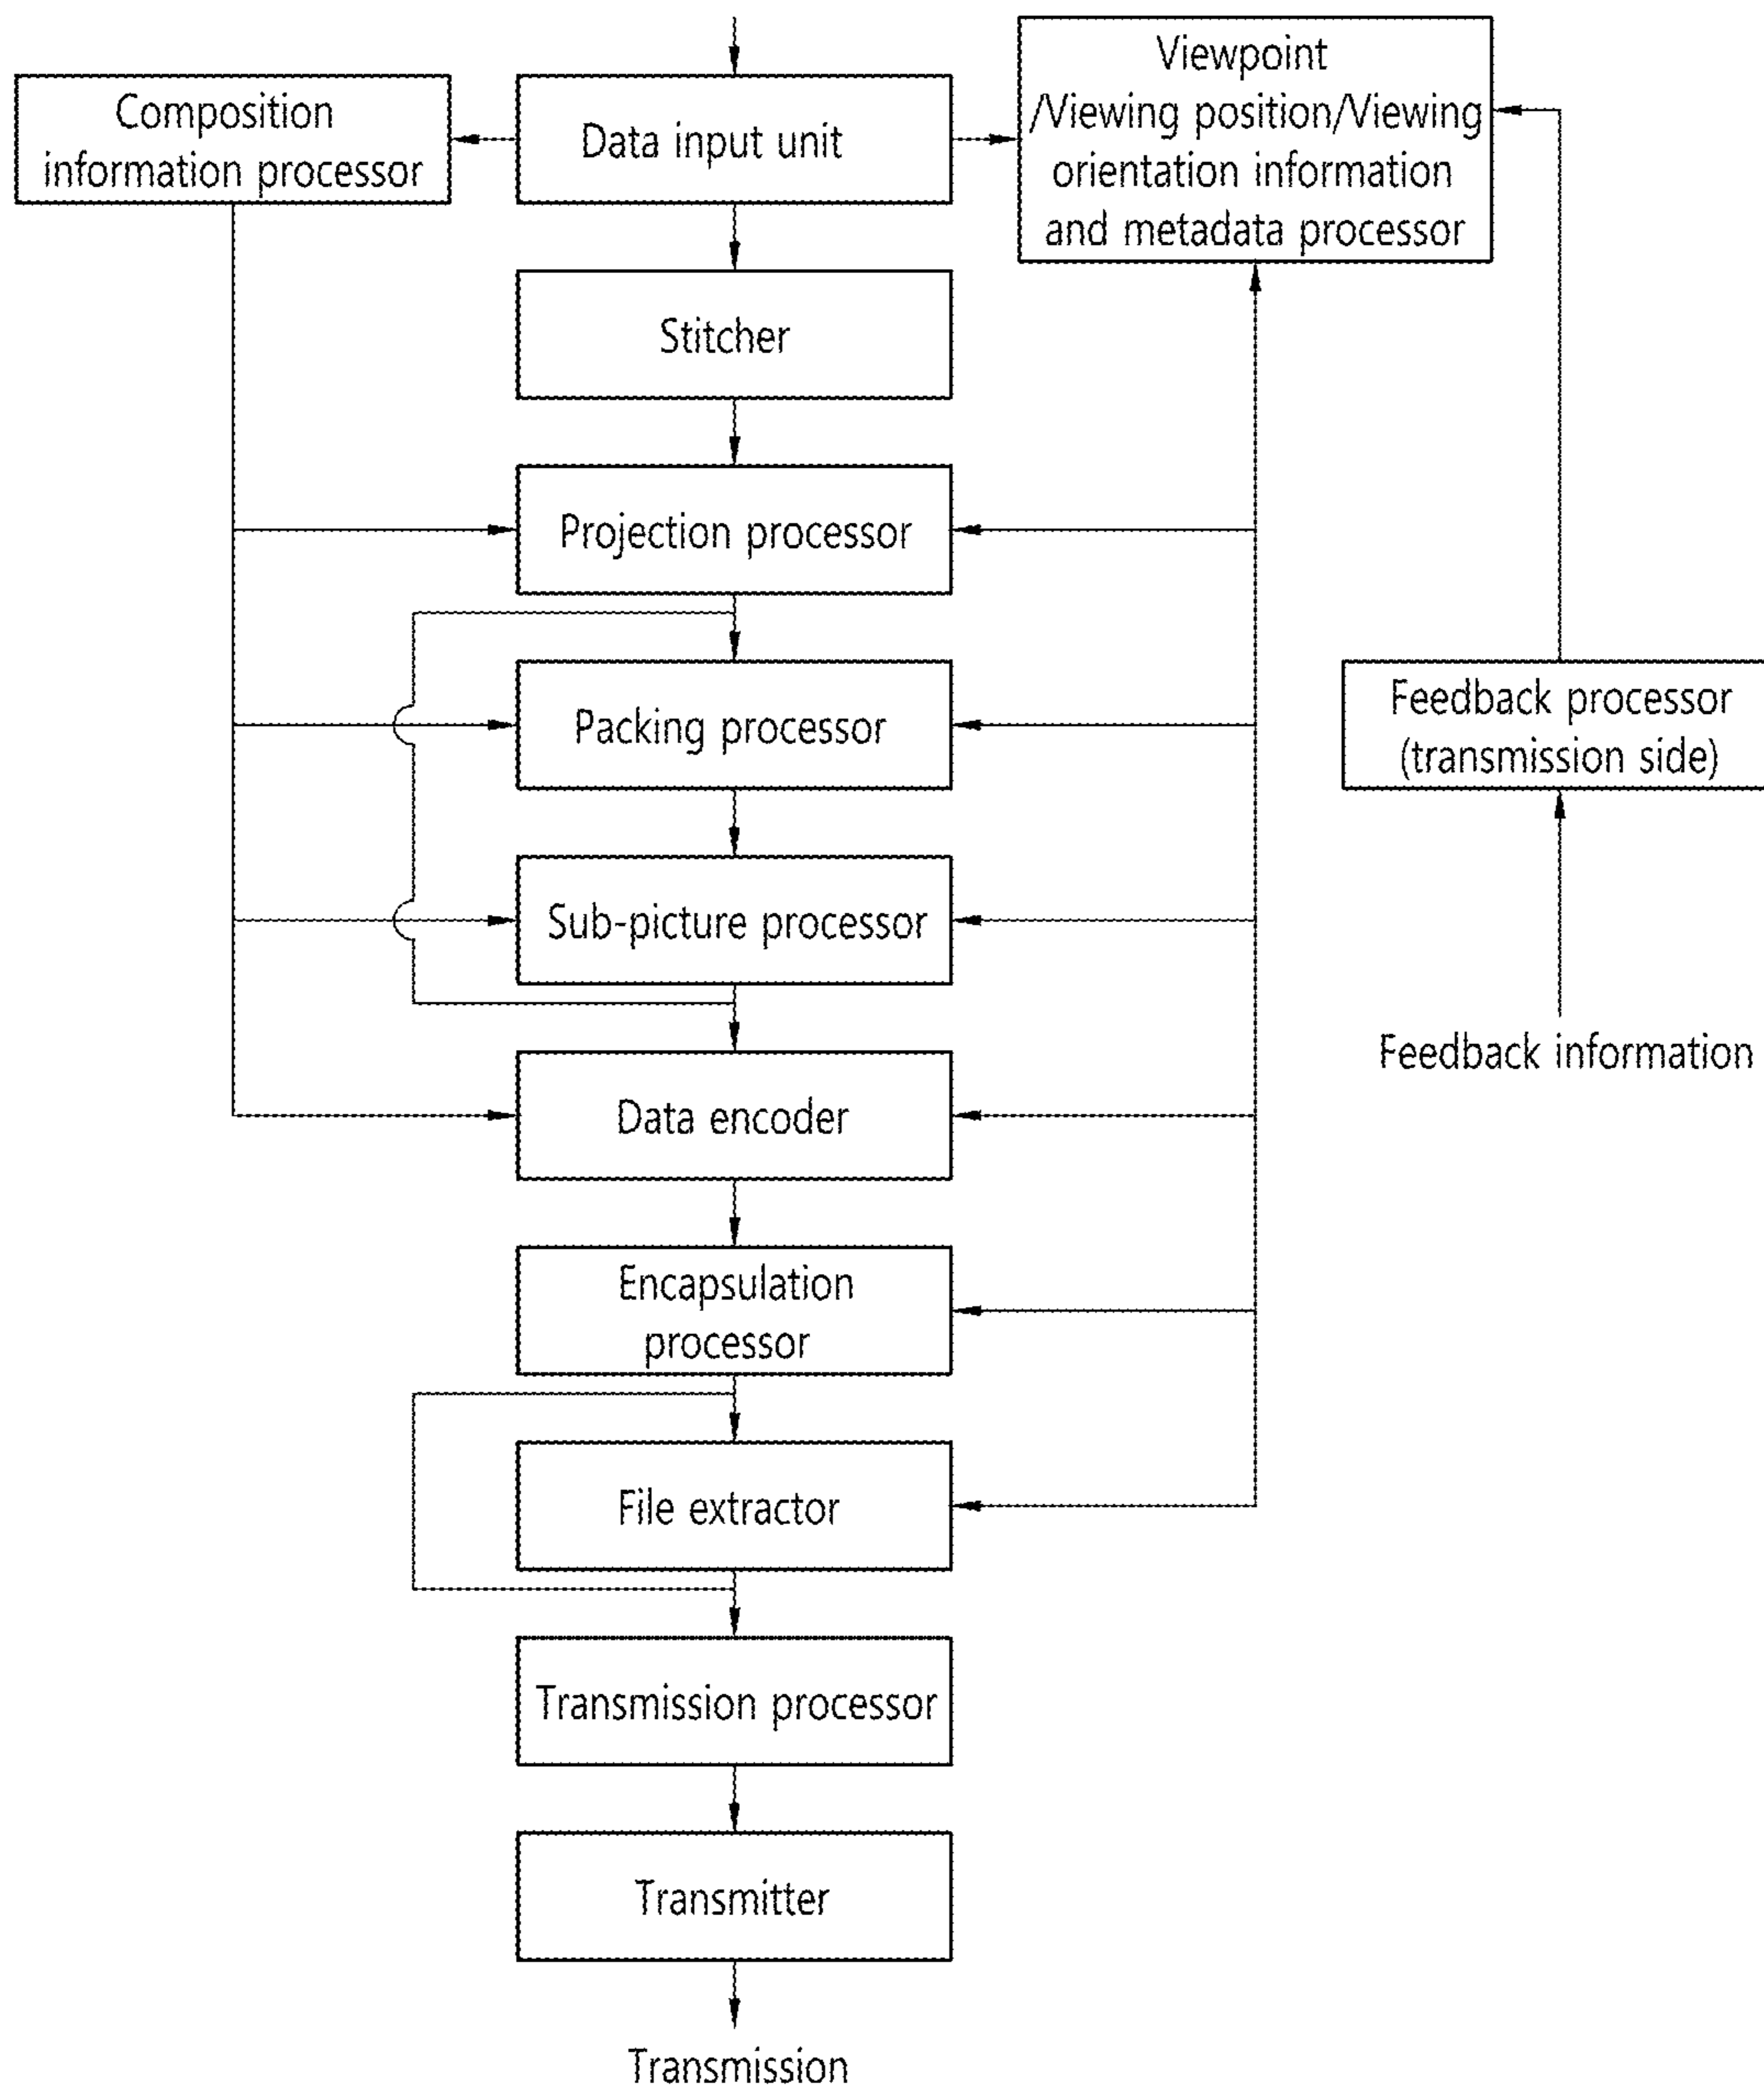 Composition
information processor
Data input unit
Viewpoint
/Viewing position/Viewing
orientation information
and metadata processor
Stitcher
Projection processor
Packing processor
Feedback processor
(transmission side)
Sub-picture processor
Feedback information
Data encoder
Encapsulation
processor
File extractor
Transmission processor
Transmitter
Transmission